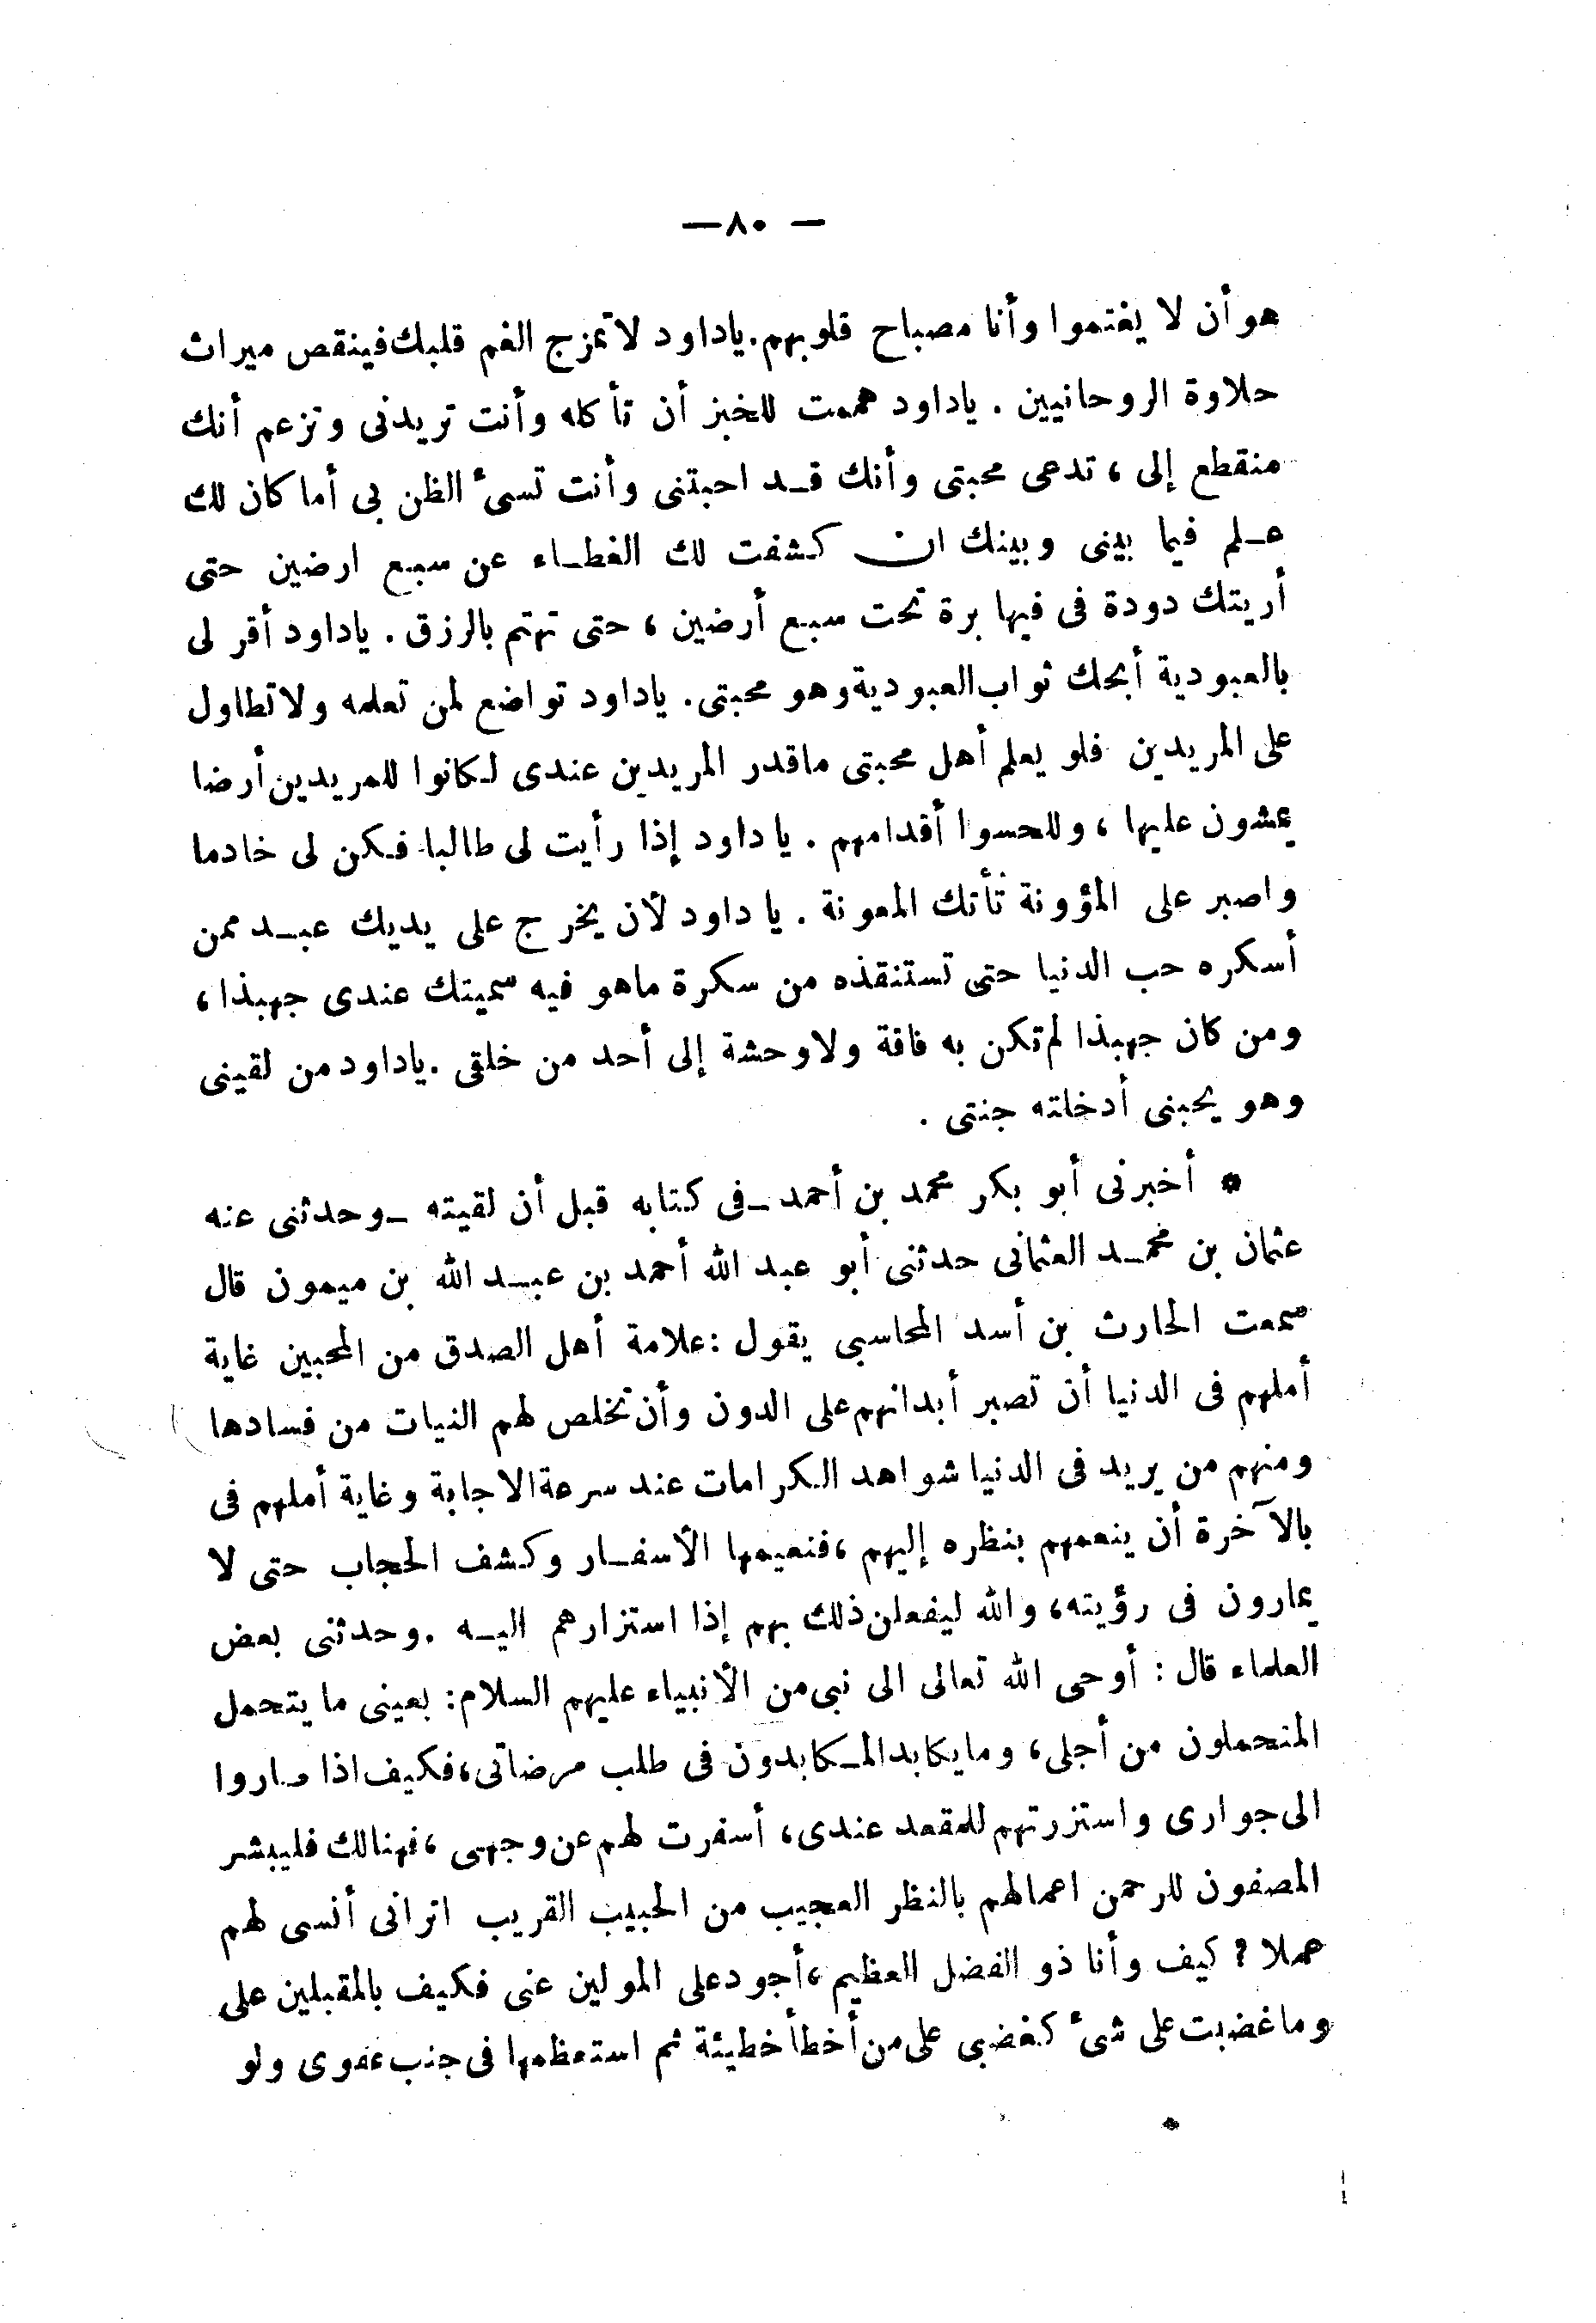 — ٨٠ —
هو أن لا يغتموا وأنا مصباح قلوبهم. ياداود لا تمزج الغم قلبك فينقص ميراث
حلاوة الروحانيين . ياداود هممت للخبز أن تأكله وأنت تريدنى وتزعم أنك
منقطع إلى ، تدعى محبتى وأنك قد احبتنى وأنت تسىء الظن بى أما كان لك
علم فيما بينى وبينك ان كشفت لك الغطاء عن سبع ارضين حتى
أريتك دودة فى فيها برة تحت سبع أرضين ، حتى تهتم بالرزق . ياداود أقر لى
بالعبودية أبحك ثواب العبودية وهو محبتى. ياداود تواضع لمن تعلمه ولا تطاول
على المريدين فلو يعلم أهل محبتى ماقدر المريدين عندى لكانوا للمريدين أرضا
يمشون عليها ، وللحسوا أقدامهم . يا داود إذا رأيت لى طالبا فكن لى خادما
واصبر على المؤونة تأتك المعونة . يا داود لأن يخرج على يديك عبد ممن
أسكره حب الدنيا حتى تستنقذه من سكرة ماهو فيه سميتك عندى جهبذا ،
ومن كان جهبذا لم تكن به فاقة ولا وحشة إلى أحد من خلقى . ياداود من لقينى
وهو يحبنى أدخلته جنتى .
* أخبرنى أبو بكر محمد بن أحمد ــ فى كتابه قبل أن لقيته ــ وحدثنى عنه
عثمان بن محمد العثمانى حدثنى أبو عبد الله أحمد بن عبد الله بن ميمون قال
سمعت الحارث بن أسد المحاسبى يقول : علامة أهل الصدق من المحبين غاية
أملهم فى الدنيا أن تصبر أبدانهم على الدون وأن تخلص لهم النيات من فسادها
ومنهم من يريد فى الدنيا شواهد الكرامات عند سرعة الاجابة وغاية أملهم فى
بالآخرة أن ينعمهم بنظره إليهم ، فنعيمها الأسفار وكشف الحجاب حتى لا
يمارون فى رؤيته، والله ليفعلن ذلك بهم إذا استزارهم اليه . وحدثنى بعض
العلماء قال : أوحى الله تعالى الى نبى من الأنبياء عليهم السلام: بعينى ما يتحمل
المتحملون من أجلى، وما يكابد المكابدون فى طلب مرضاتى، فكيف اذا صاروا
الى جوارى واستزرتهم للمقعد عندى، أسفرت لهم عن وجهى ، فهنالك فليبشر
المصفون للرحمن اعمالهم بالنظر العجيب من الحبيب القريب اترانى أنسى لهم
عملا ؟ كيف وأنا ذو الفضل العظيم ، أجود على المولين عنى فكيف بالمقبلين على
وما غضبت على شىء كغضبى على من أخطأ خطيئة ثم استعظمها فى جنب عفوى ولو